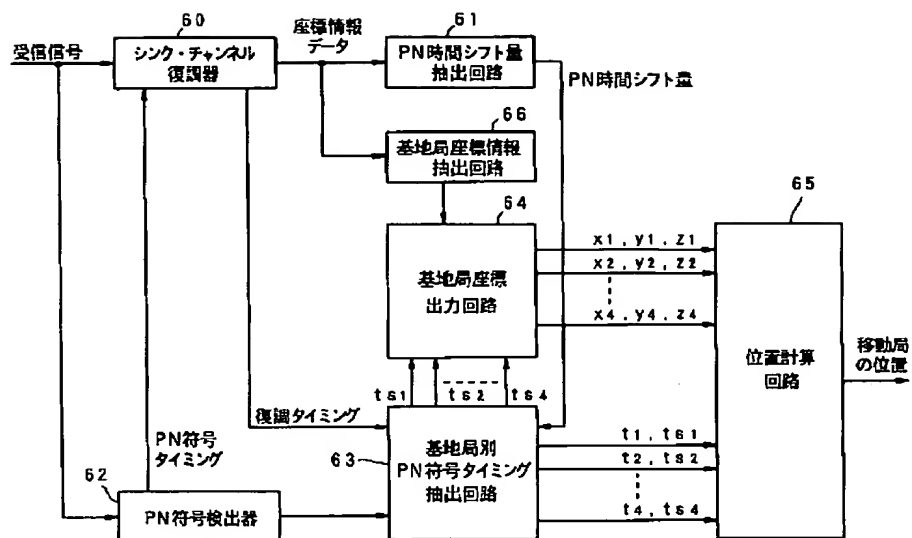 60
受信信号
シンク・チャンネル
復調器
座標情報
データ
61
PN時間シフト量
抽出回路
PN時間シフト量
66
基地局座標情報
抽出回路
64
基地局座標
出力回路
x1, y1, z1
x2, y2, z2
x4, y4, z4
65
位置計算
回路
移動局
の位置
ts1
ts2
ts4
復調タイミング
PN符号
タイミング
63
基地局別
PN符号タイミング
抽出回路
t1, ts1
t2, ts2
t4, ts4
62
PN符号検出器